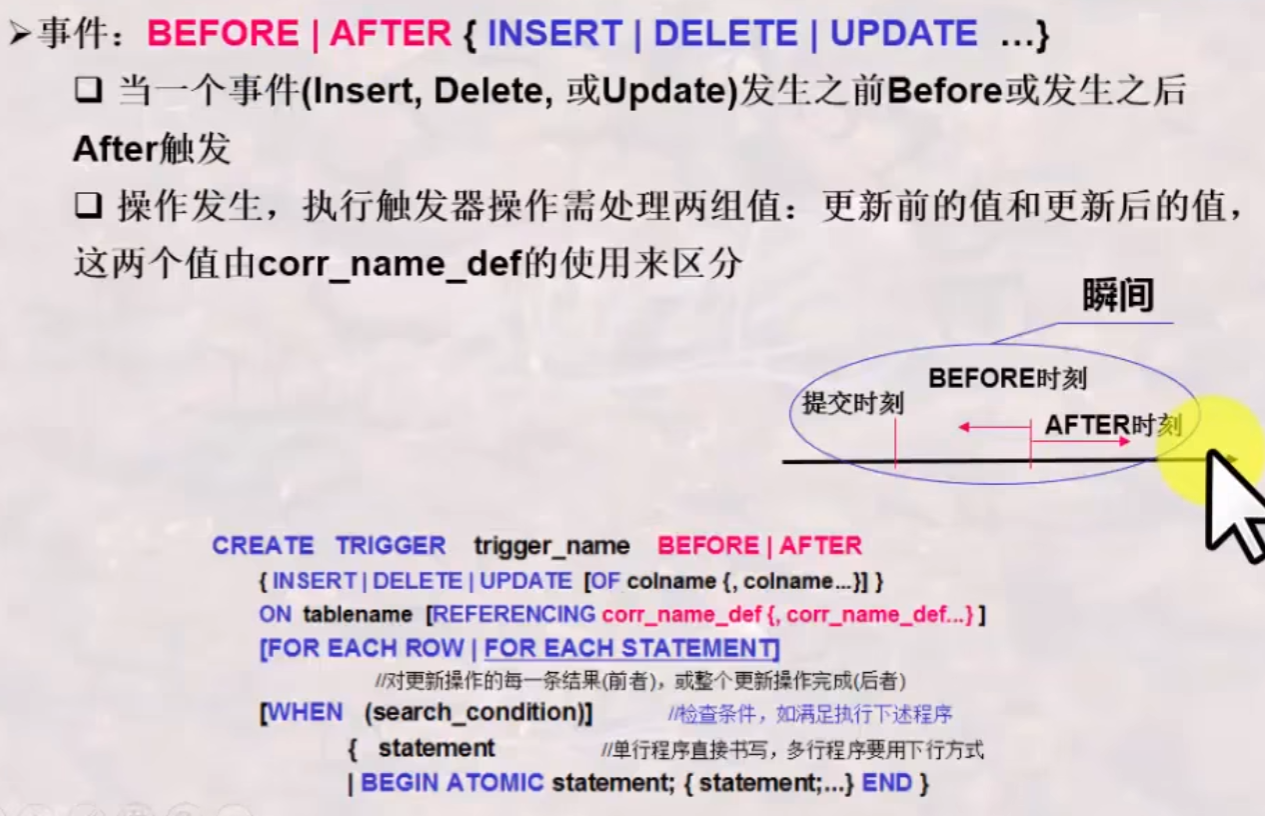 ➢事件：BEFORE | AFTER { INSERT | DELETE | UPDATE …}
❑ 当一个事件(Insert, Delete, 或Update)发生之前Before或发生之后
After触发
❑ 操作发生，执行触发器操作需处理两组值：更新前的值和更新后的值，
这两个值由corr_name_def的使用来区分
瞬间
BEFORE时刻
提交时刻
AFTER时刻
CREATE TRIGGER trigger_name BEFORE | AFTER
{ INSERT | DELETE | UPDATE [OF colname {, colname...}] }
ON tablename [REFERENCING corr_name_def {, corr_name_def...} ]
[FOR EACH ROW | FOR EACH STATEMENT]
//对更新操作的每一条结果(前者)，或整个更新操作完成(后者)
[WHEN (search_condition)] //检查条件，如满足执行下述程序
{ statement //单行程序直接书写，多行程序要用下行方式
| BEGIN ATOMIC statement; { statement;...} END }